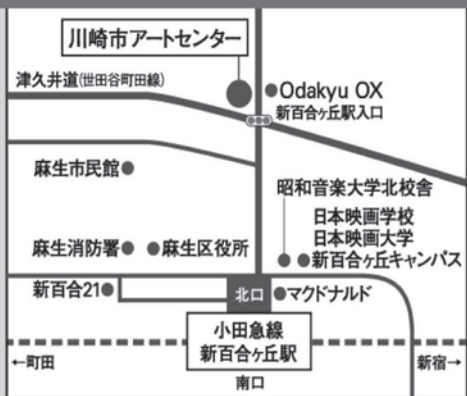 川崎市アートセンター
津久井道(世田谷町田線)
Odakyu OX
新百合ヶ丘駅入口
麻生市民館
昭和音楽大学北校舎
日本映画学校
日本映画大学
新百合ヶ丘キャンパス
麻生消防署
麻生区役所
新百合21
北口
マクドナルド
小田急線
新百合ヶ丘駅
←町田
新宿→
南口